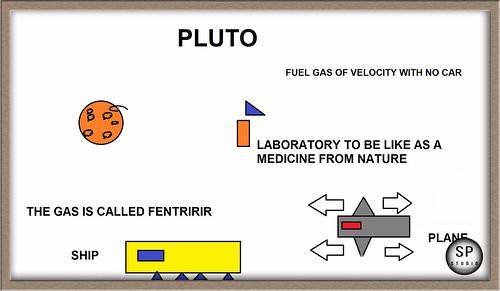 PLUTO
FUEL GAS OF VELOCITY WITH NO CAR
LABORATORY TO BE LIKE AS A
MEDICINE FROM NATURE
THE GAS IS CALLED FENTRIRIR
SHIP
PLANE
SP
STUDIO